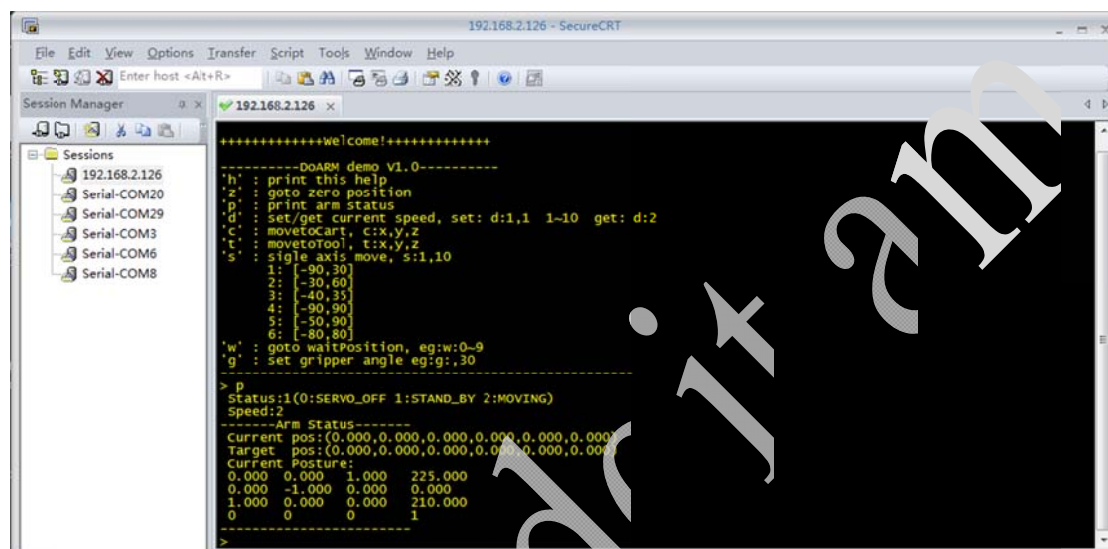 192.168.2.126 - SecureCRT
File Edit View Options Transfer Script Tools Window Help
Enter host <Alt+R>
Session Manager
192.168.2.126
Sessions
192.168.2.126
Serial-COM20
Serial-COM29
Serial-COM3
Serial-COM6
Serial-COM8
+++++++++++++Welcome!+++++++++++++
----------DoARM demo V1.0----------
'h' : print this help
'z' : goto zero position
'p' : print arm status
'd' : set/get current speed, set: d:1,1 1~10 get: d:2
'c' : movetoCart, c:x,y,z
't' : movetoTool, t:x,y,z
's' : sigle axis move, s:1,10
1: [-90,30]
2: [-30,60]
3: [-40,35]
4: [-90,90]
5: [-50,90]
6: [-80,80]
'w' : goto waitPosition, eg:w:0~9
'g' : set gripper angle eg:g:,30
----------------------------------------------------
> p
Status:1(0:SERVO_OFF 1:STAND_BY 2:MOVING)
Speed:2
-------Arm Status-------
Current pos:(0.000,0.000,0.000,0.000,0.000,0.000)
Target pos:(0.000,0.000,0.000,0.000,0.000,0.000)
Current Posture:
0.000 0.000 1.000 225.000
0.000 -1.000 0.000 0.000
1.000 0.000 0.000 210.000
0 0 0 1
------------------------
>